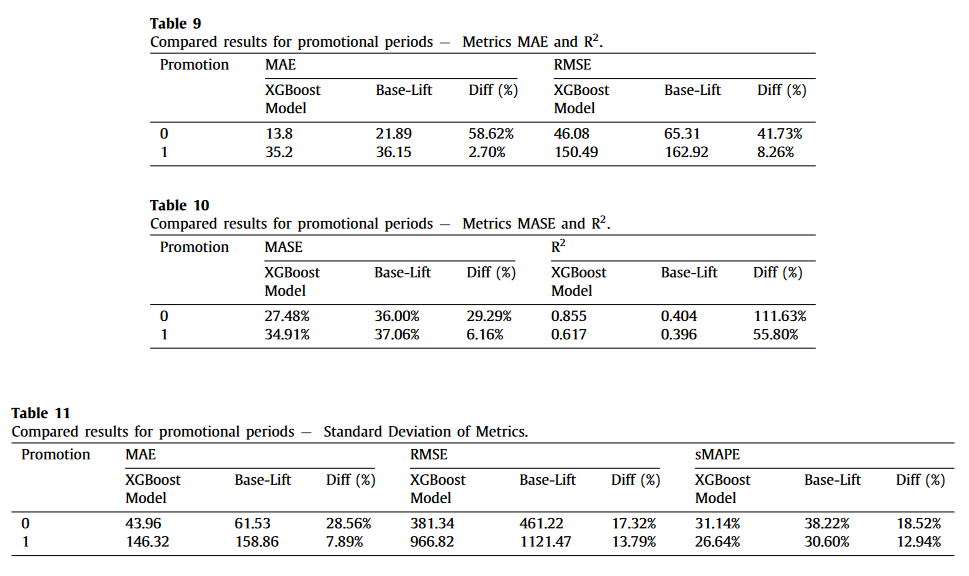 Table 9
Compared results for promotional periods — Metrics MAE and R².
Promotion MAE RMSE
XGBoost Model Base-Lift Diff (%) XGBoost Model Base-Lift Diff (%)
0 13.8 21.89 58.62% 46.08 65.31 41.73%
1 35.2 36.15 2.70% 150.49 162.92 8.26%
Table 10
Compared results for promotional periods — Metrics MASE and R².
Promotion MASE R²
XGBoost Model Base-Lift Diff (%) XGBoost Model Base-Lift Diff (%)
0 27.48% 36.00% 29.29% 0.855 0.404 111.63%
1 34.91% 37.06% 6.16% 0.617 0.396 55.80%
Table 11
Compared results for promotional periods — Standard Deviation of Metrics.
Promotion MAE RMSE sMAPE
XGBoost Model Base-Lift Diff (%) XGBoost Model Base-Lift Diff (%) XGBoost Model Base-Lift Diff (%)
0 43.96 61.53 28.56% 381.34 461.22 17.32% 31.14% 38.22% 18.52%
1 146.32 158.86 7.89% 966.82 1121.47 13.79% 26.64% 30.60% 12.94%